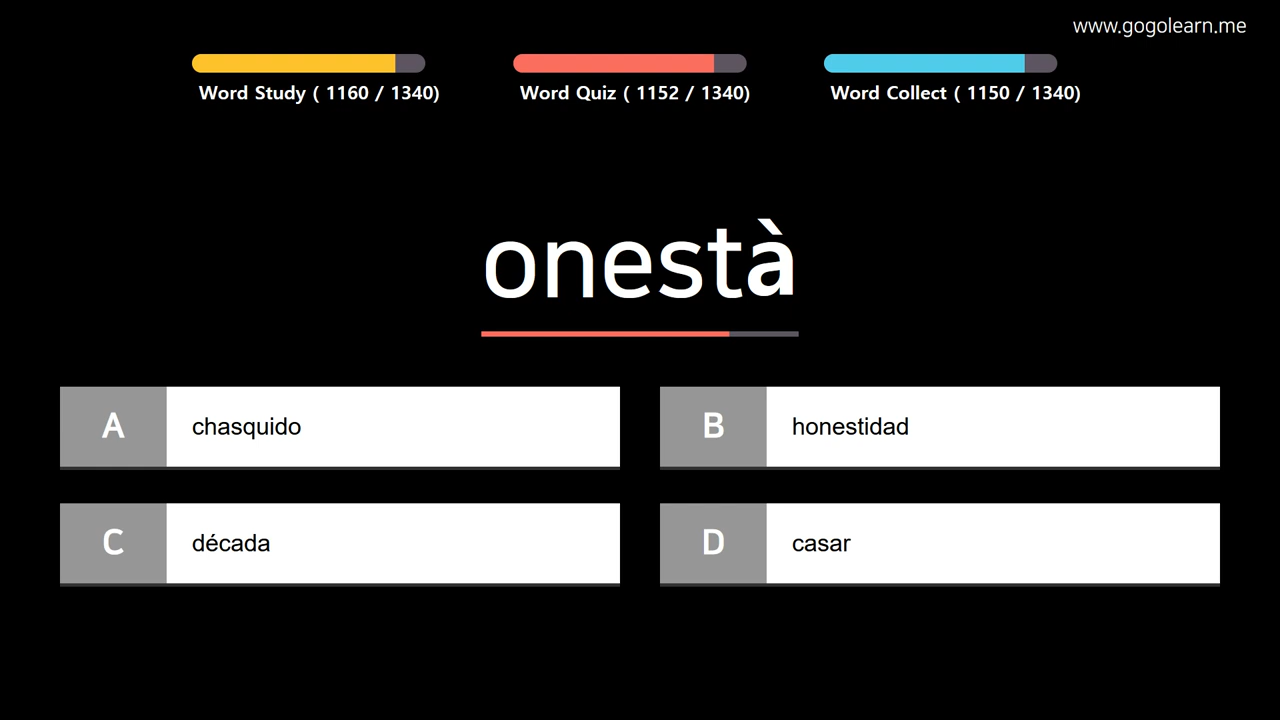 www.gogolearn.me
Word Study ( 1160 / 1340)
Word Quiz ( 1152 / 1340)
Word Collect ( 1150 / 1340)
onestà
A chasquido
B honestidad
C década
D casar